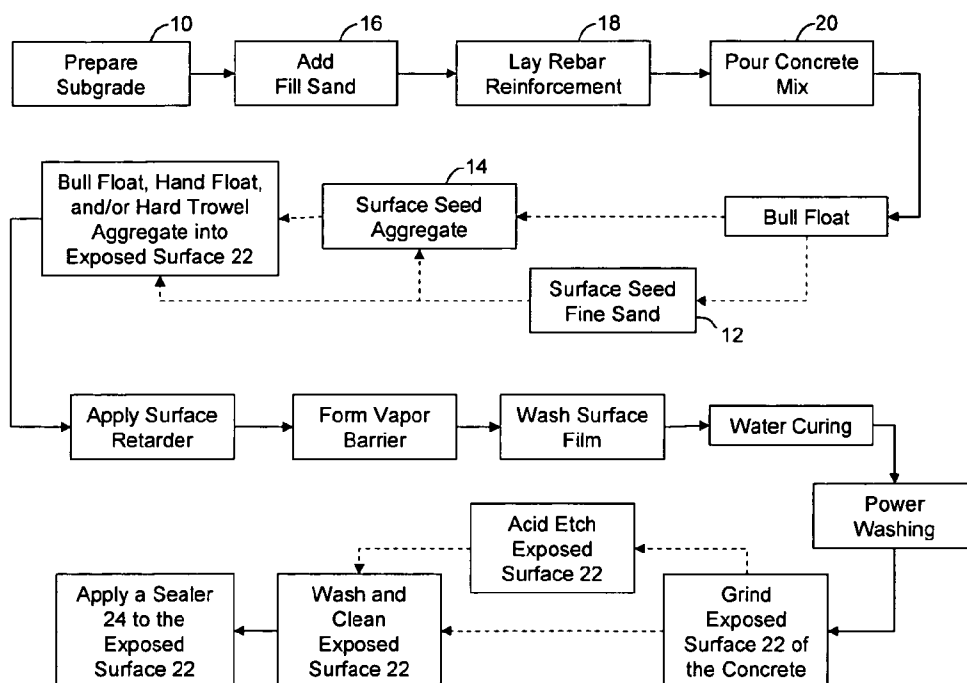 10
Prepare
Subgrade
16
Add
Fill Sand
18
Lay Rebar
Reinforcement
20
Pour Concrete
Mix
Bull Float, Hand Float,
and/or Hard Trowel
Aggregate into
Exposed Surface 22
14
Surface Seed
Aggregate
Bull Float
Surface Seed
Fine Sand
12
Apply Surface
Retarder
Form Vapor
Barrier
Wash Surface
Film
Water Curing
Power
Washing
Acid Etch
Exposed
Surface 22
Apply a Sealer
24 to the
Exposed
Surface 22
Wash and
Clean
Exposed
Surface 22
Grind
Exposed
Surface 22 of
the Concrete